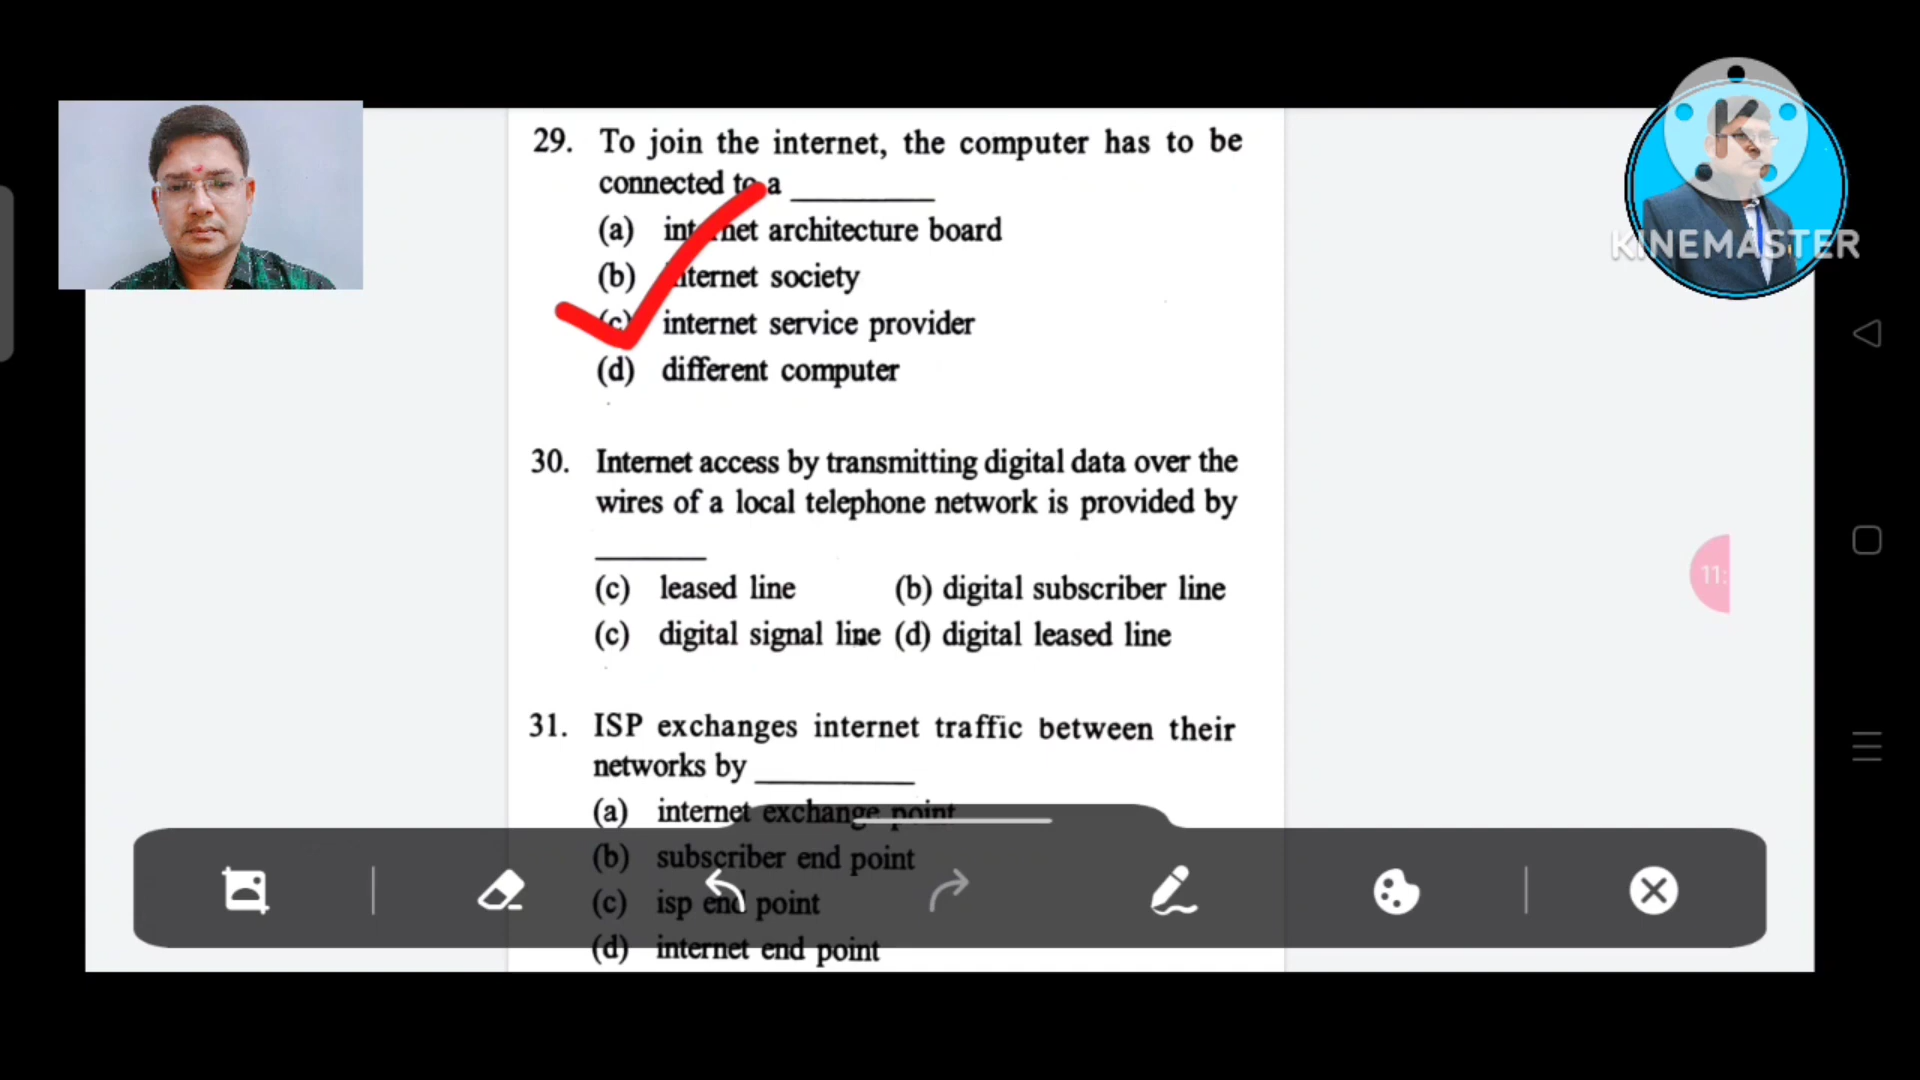 29. To join the internet, the computer has to be
connected to a ________
(a) internet architecture board
(b) internet society
(c) internet service provider
(d) different computer
30. Internet access by transmitting digital data over the
wires of a local telephone network is provided by
________
(c) leased line (b) digital subscriber line
(c) digital signal line (d) digital leased line
31. ISP exchanges internet traffic between their
networks by ________
(a) internet exchange point
(b) subscriber end point
(c) isp end point
(d) internet end point
KINEMASTER
11: